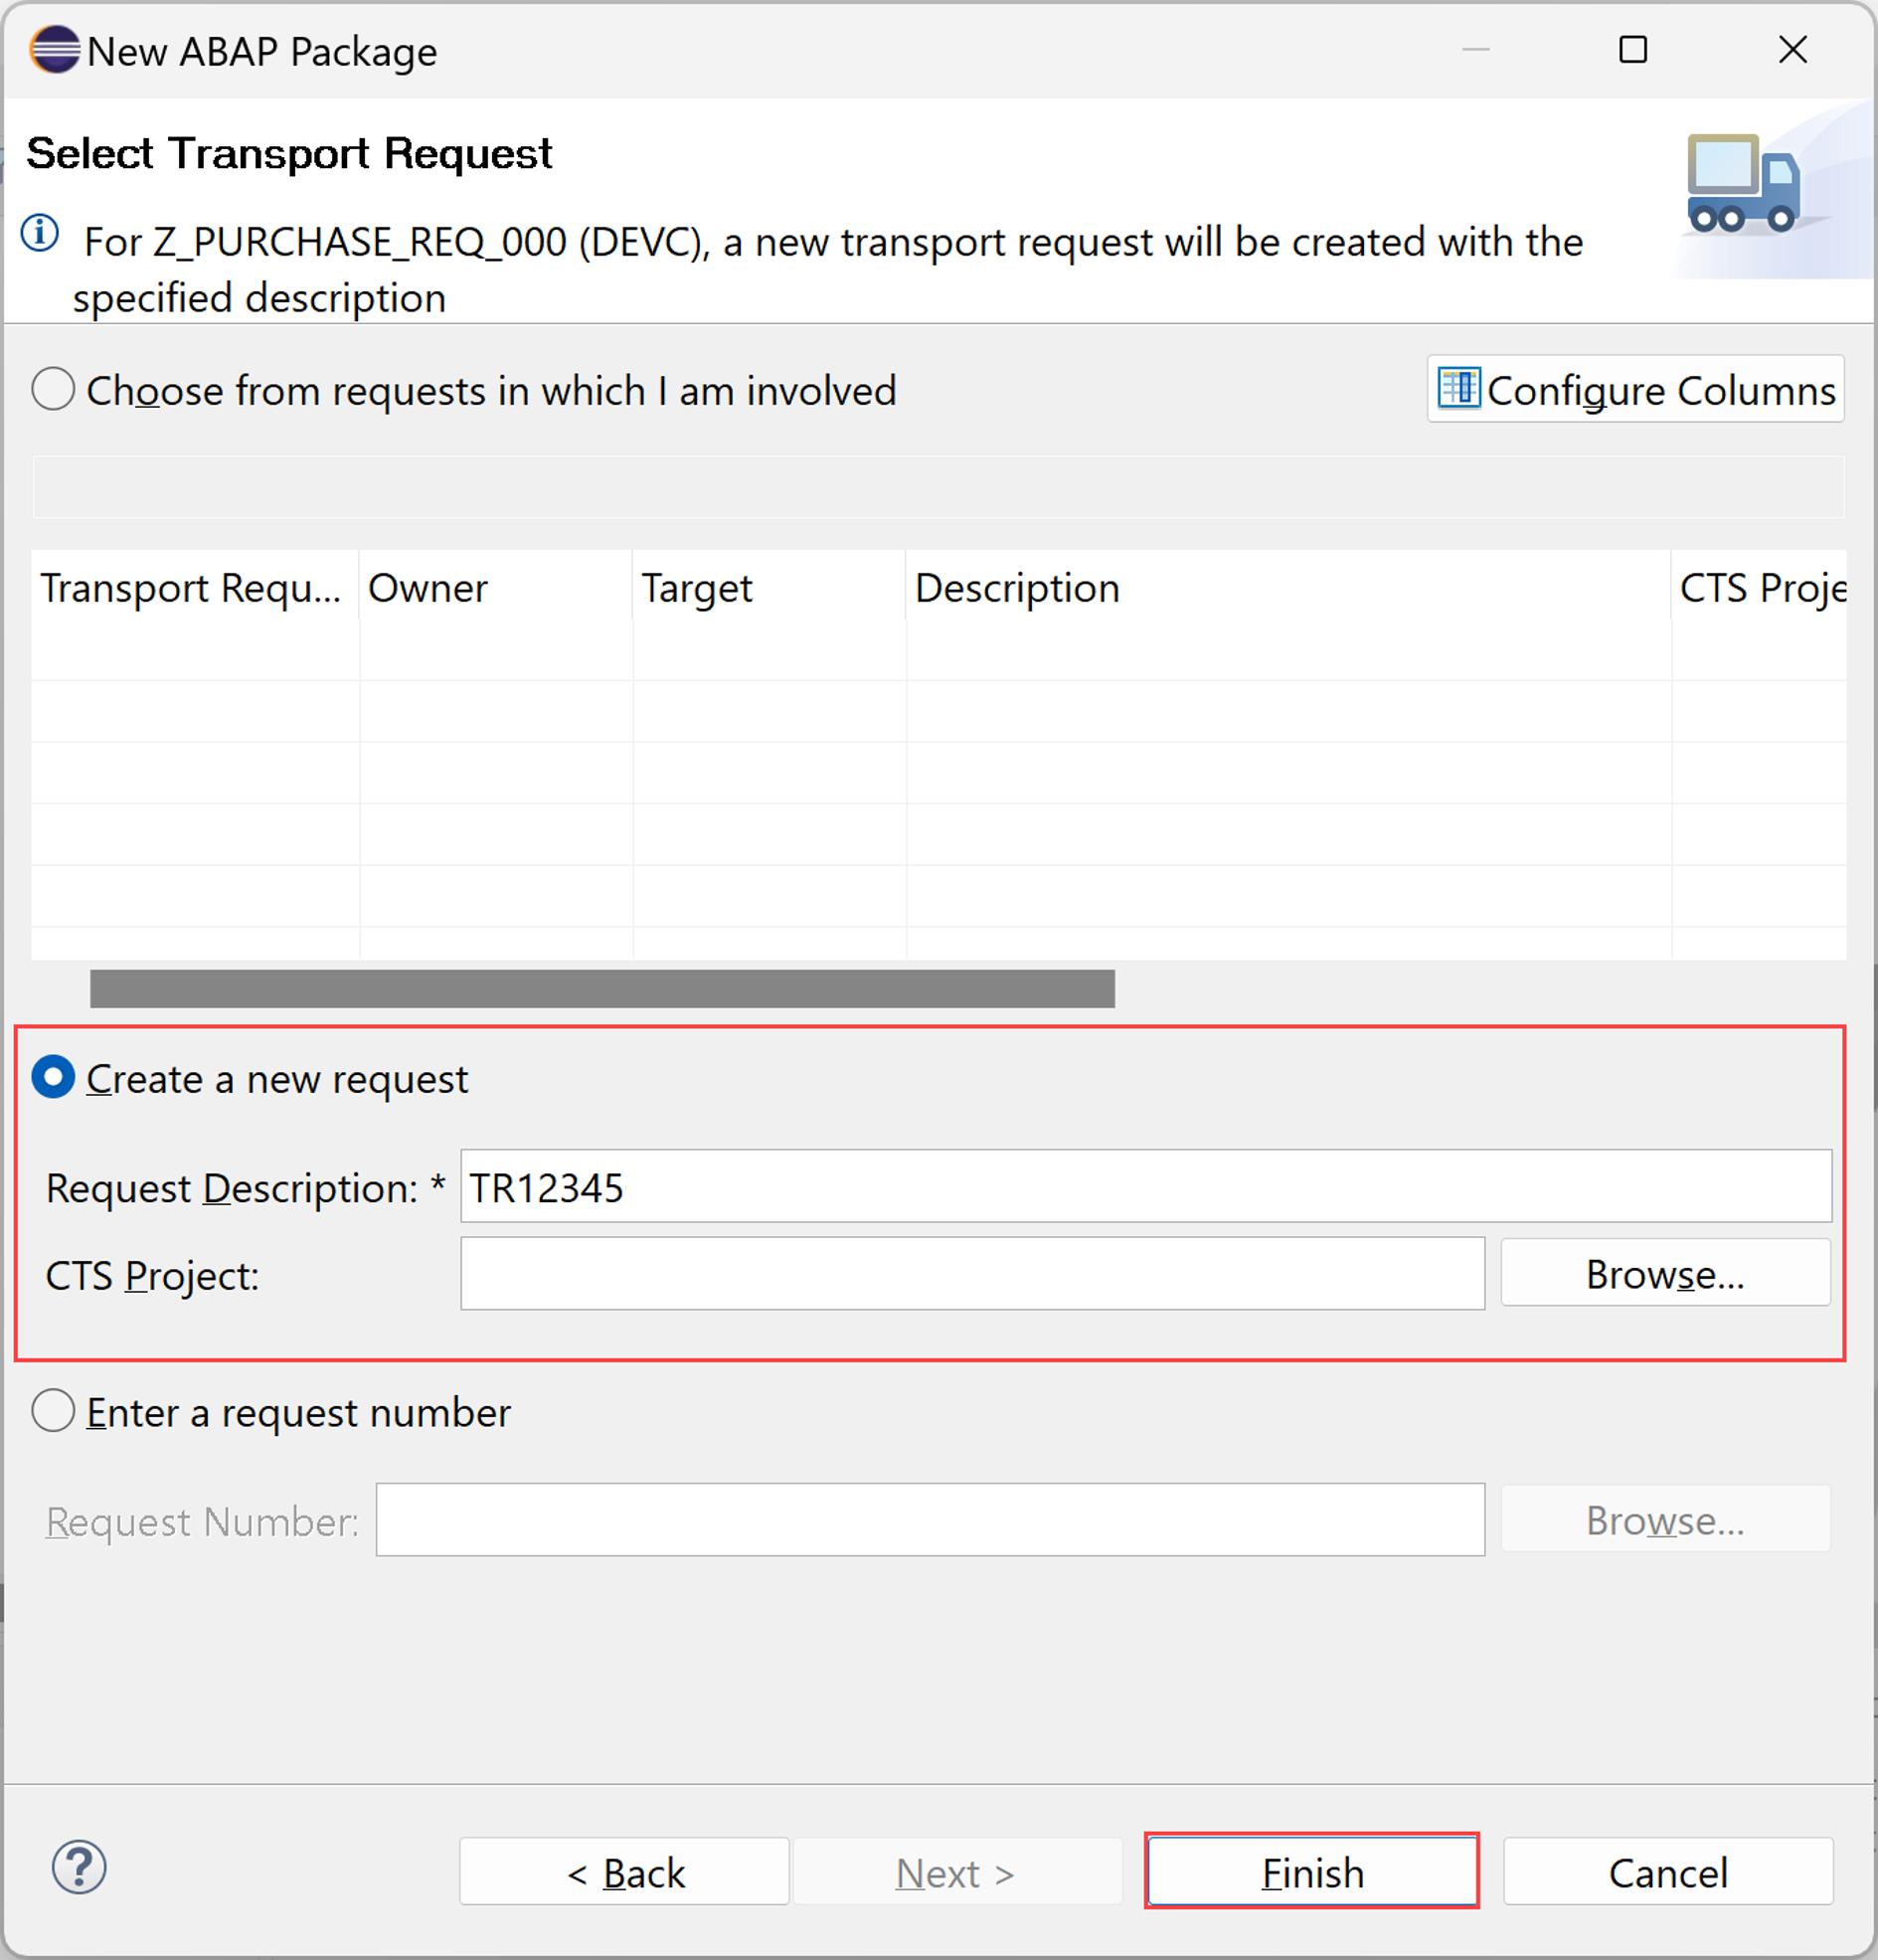 New ABAP Package
Select Transport Request
For Z_PURCHASE_REQ_000 (DEVC), a new transport request will be created with the
specified description
Choose from requests in which I am involved
Configure Columns
Transport Requ... Owner Target Description CTS Proje
Create a new request
Request Description: * TR12345
CTS Project: Browse...
Enter a request number
Request Number: Browse...
? < Back Next > Finish Cancel